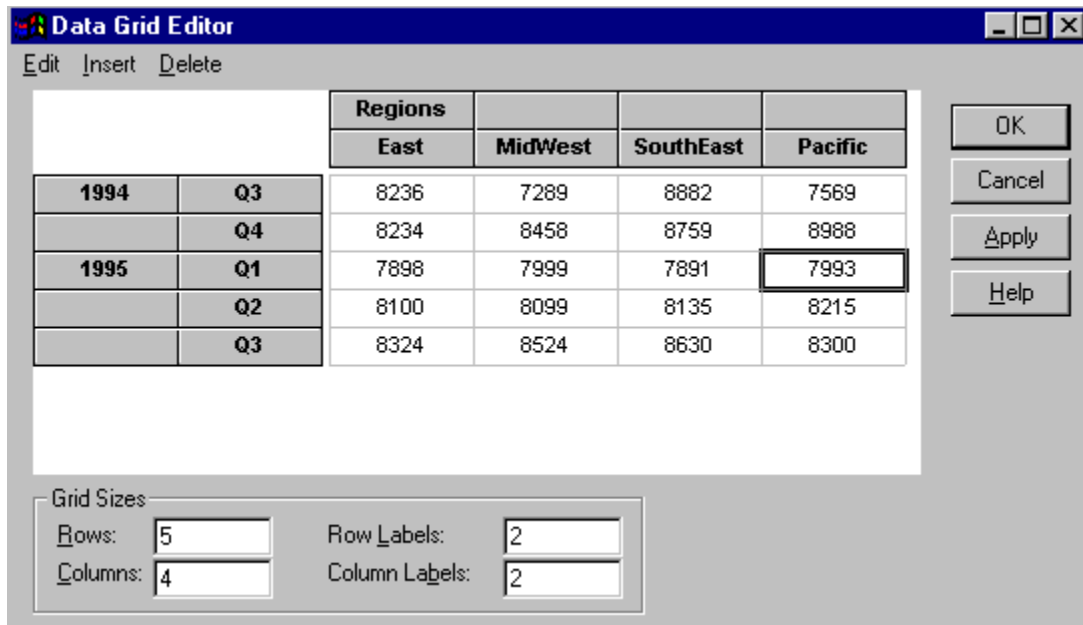 Data Grid Editor
Edit Insert Delete
Regions
East MidWest SouthEast Pacific
1994 Q3 8236 7289 8882 7569
Q4 8234 8458 8759 8988
1995 Q1 7898 7999 7891 7993
Q2 8100 8099 8135 8215
Q3 8324 8524 8630 8300
OK
Cancel
Apply
Help
Grid Sizes
Rows: 5 Row Labels: 2
Columns: 4 Column Labels: 2